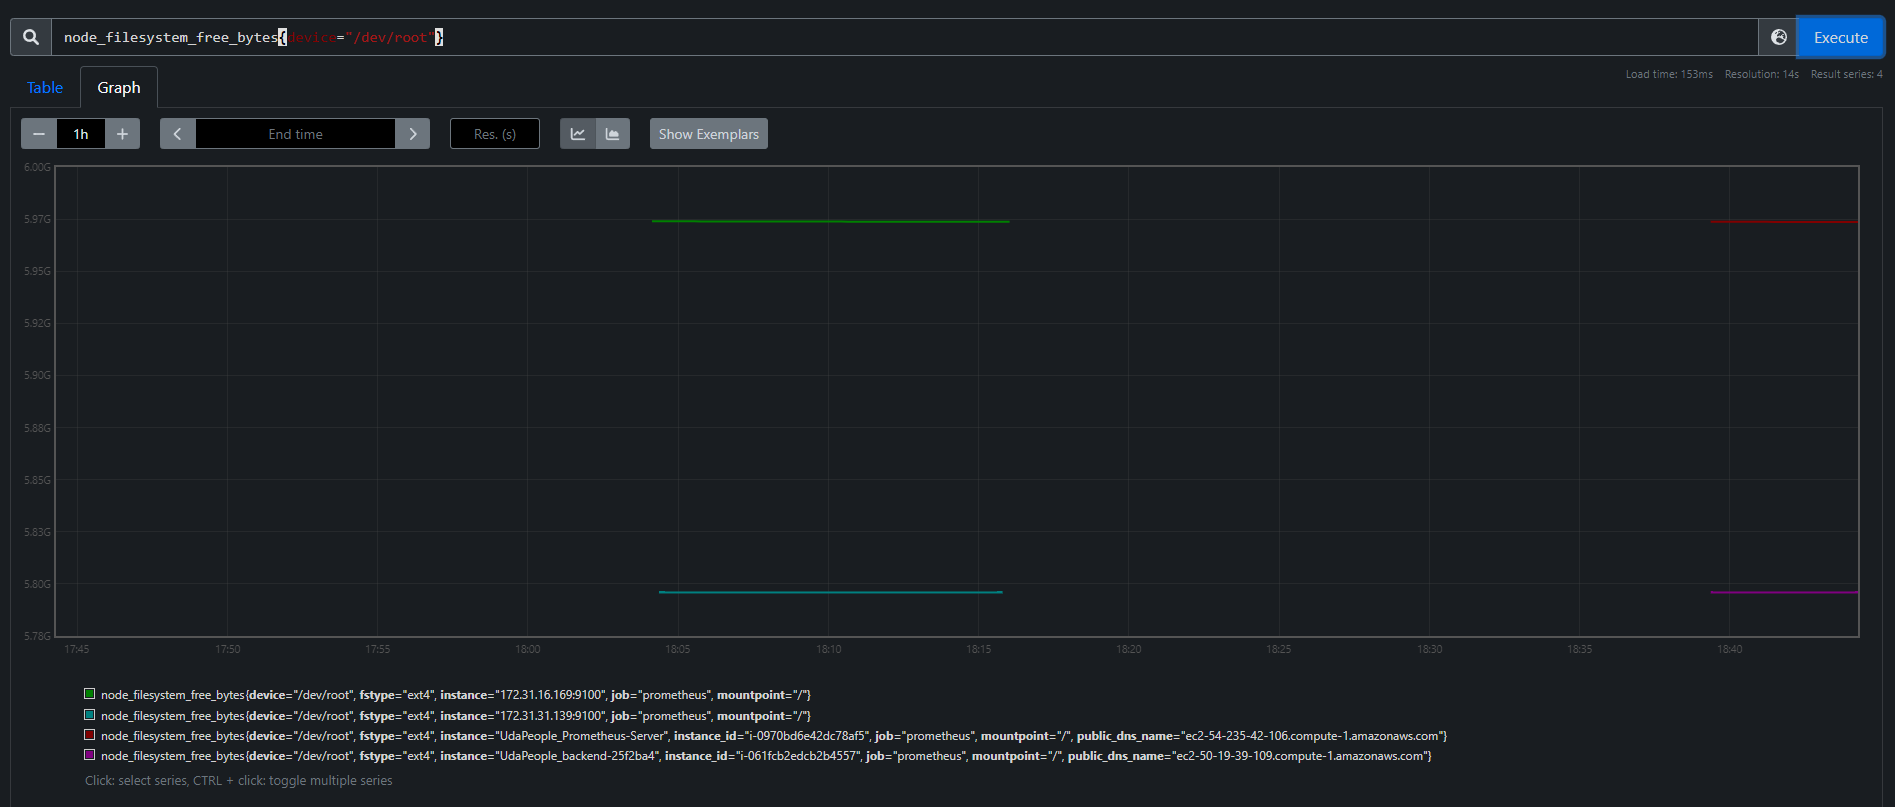 node_filesystem_free_bytes{device="/dev/root"}
Execute
Load time: 153ms Resolution: 14s Result series: 4
Table Graph
1h End time Res. (s) Show Exemplars
6.00G
5.97G
5.95G
5.92G
5.90G
5.88G
5.85G
5.83G
5.80G
5.78G
17:45 17:50 17:55 18:00 18:05 18:10 18:15 18:20 18:25 18:30 18:35 18:40
node_filesystem_free_bytes{device="/dev/root", fstype="ext4", instance="172.31.16.169:9100", job="prometheus", mountpoint="/"}
node_filesystem_free_bytes{device="/dev/root", fstype="ext4", instance="172.31.31.139:9100", job="prometheus", mountpoint="/"}
node_filesystem_free_bytes{device="/dev/root", fstype="ext4", instance="UdaPeople_Prometheus-Server", instance_id="i-0970bd6e42dc78af5", job="prometheus", mountpoint="/", public_dns_name="ec2-54-235-42-106.compute-1.amazonaws.com"}
node_filesystem_free_bytes{device="/dev/root", fstype="ext4", instance="UdaPeople_backend-25f2ba4", instance_id="i-061fcb2edcb2b4557", job="prometheus", mountpoint="/", public_dns_name="ec2-50-19-39-109.compute-1.amazonaws.com"}
Click: select series, CTRL + click: toggle multiple series